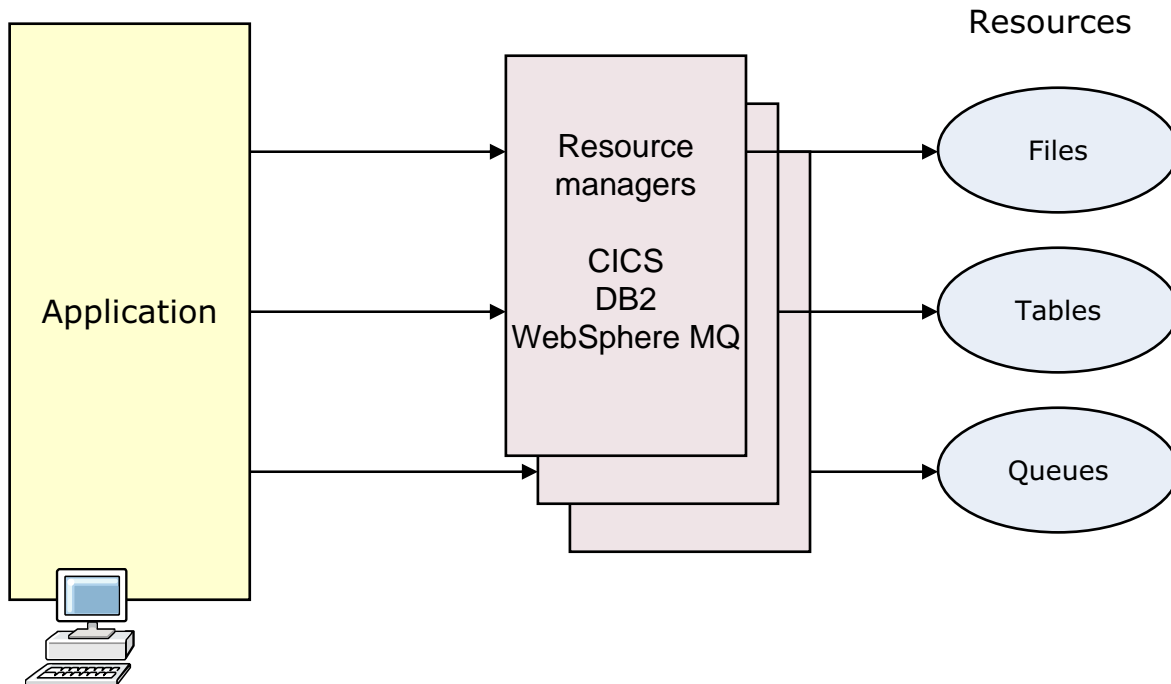 Resources
Application
Resource
managers
CICS
DB2
WebSphere MQ
Files
Tables
Queues